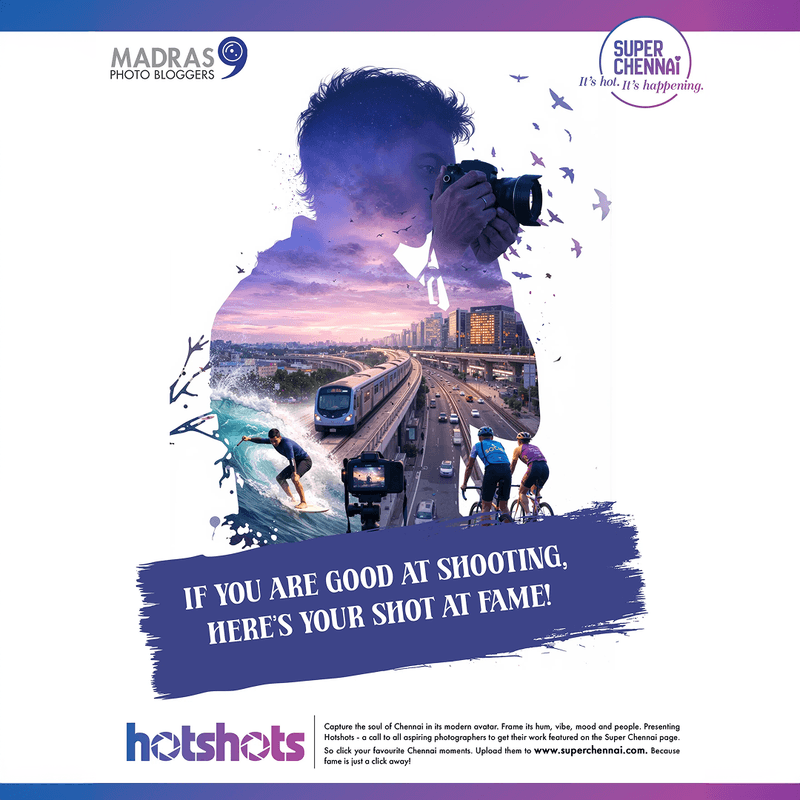 MADRAS
PHOTO BLOGGERS
SUPER
CHENNAI
It's hot. It's happening.
IF YOU ARE GOOD AT SHOOTING,
HERE'S YOUR SHOT AT FAME!
hotshots
Capture the soul of Chennai in its modern avatar. Frame its hum, vibe, mood and people. Presenting
Hotshots - a call to all aspiring photographers to get their work featured on the Super Chennai page.
So click your favourite Chennai moments. Upload them to www.superchennai.com. Because
fame is just a click away!